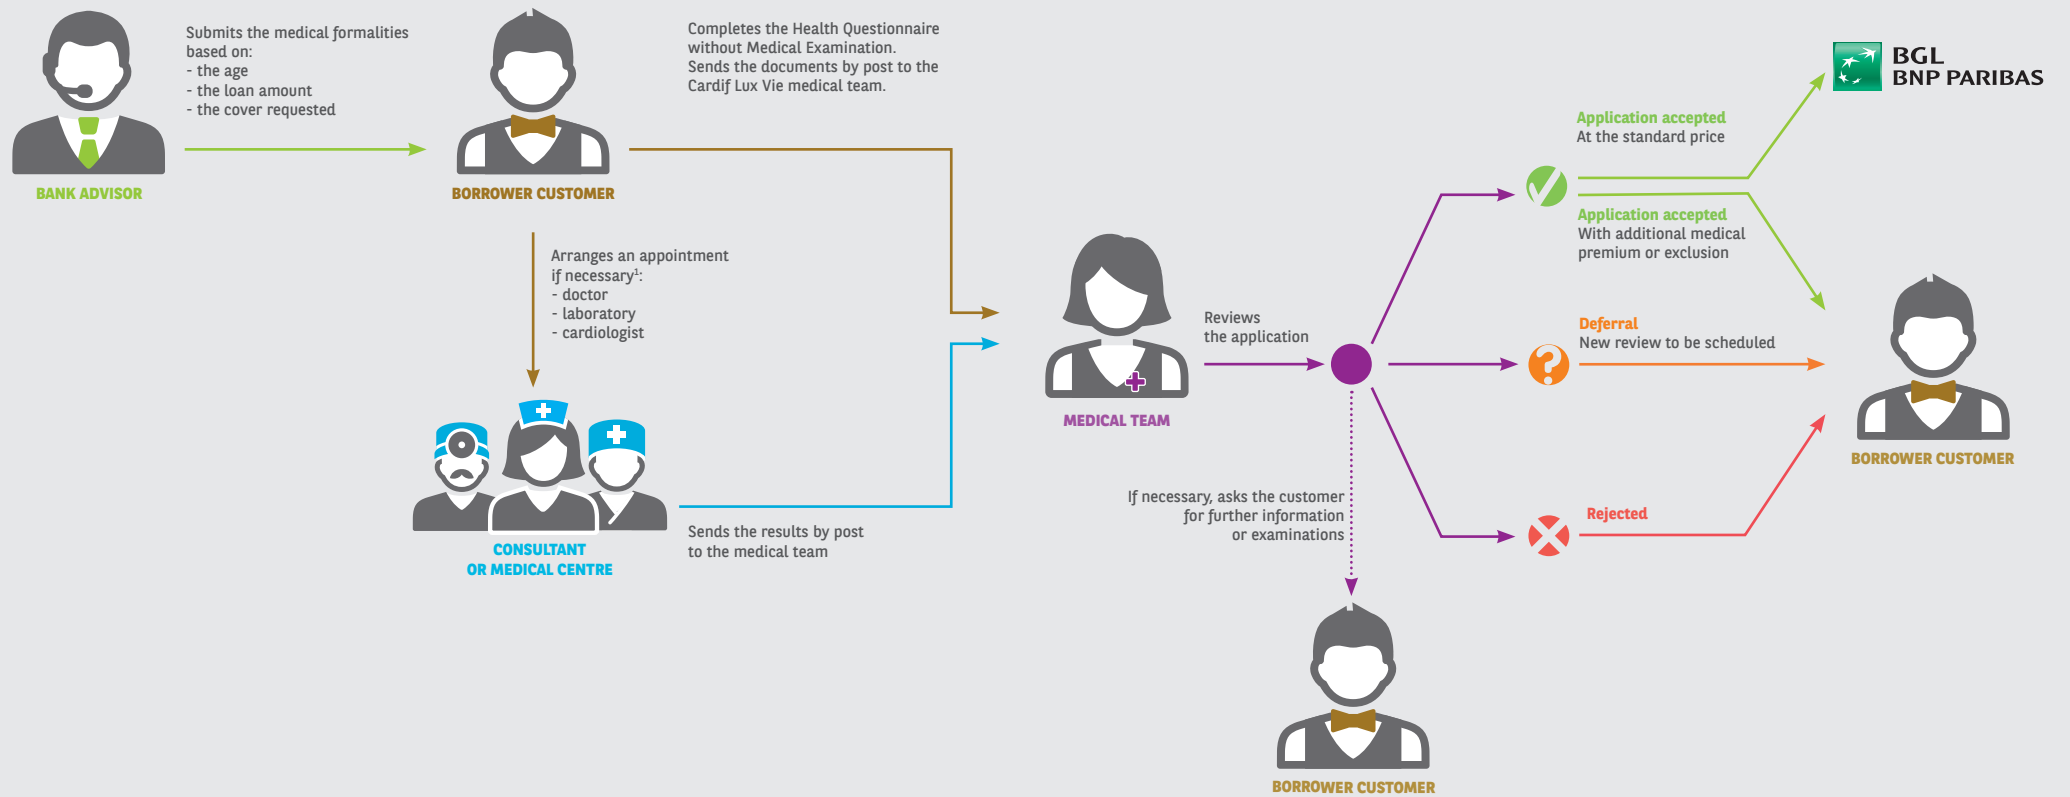 Submits the medical formalities
based on:
- the age
- the loan amount
- the cover requested
BANK ADVISOR
BORROWER CUSTOMER
Completes the Health Questionnaire
without Medical Examination.
Sends the documents by post to the
Cardif Lux Vie medical team.
Arranges an appointment
if necessary¹:
- doctor
- laboratory
- cardiologist
CONSULTANT
OR MEDICAL CENTRE
Sends the results by post
to the medical team
MEDICAL TEAM
Reviews
the application
If necessary, asks the customer
for further information
or examinations
BORROWER CUSTOMER
Application accepted
At the standard price
Application accepted
With additional medical
premium or exclusion
Deferral
New review to be scheduled
Rejected
BGL
BNP PARIBAS
BORROWER CUSTOMER